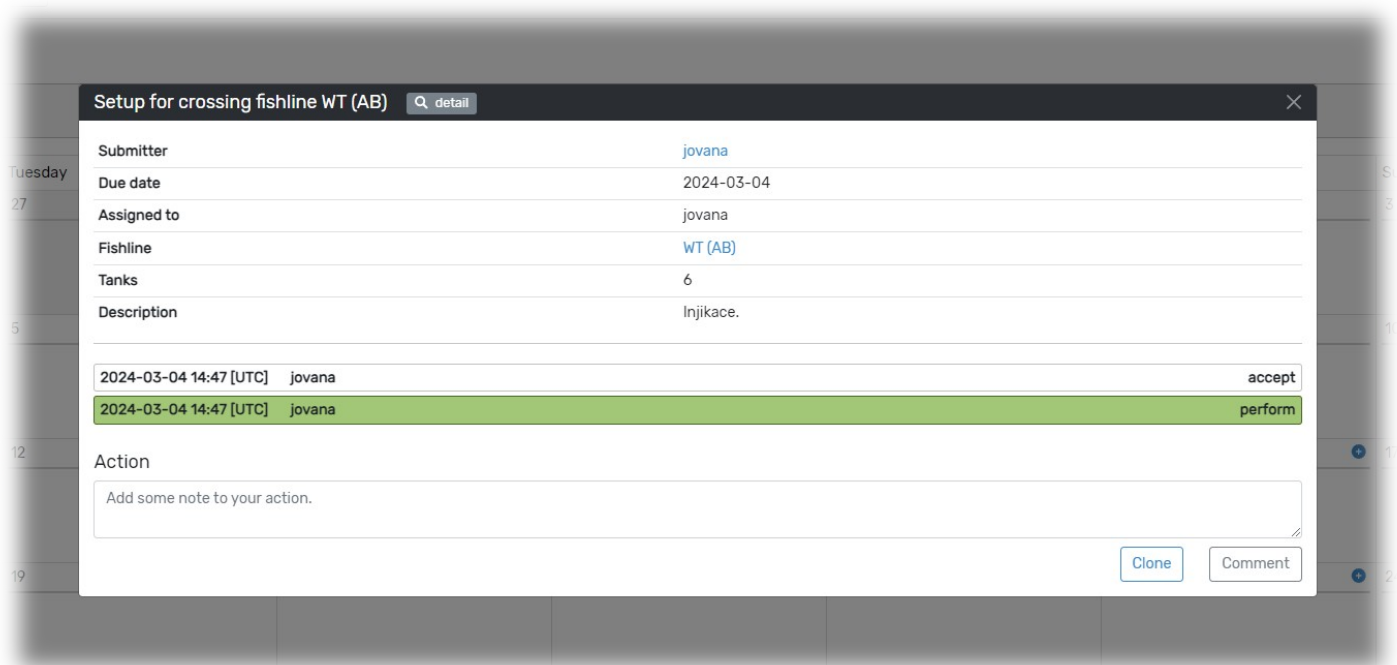 Setup for crossing fishline WT (AB) detail
Submitter jovana
Tuesday
Due date 2024-03-04
27
Assigned to jovana
Fishline WT (AB)
Tanks 6
Description Injikace.
5
2024-03-04 14:47 [UTC] jovana accept
2024-03-04 14:47 [UTC] jovana perform
12
Action
Add some note to your action.
Clone Comment
19